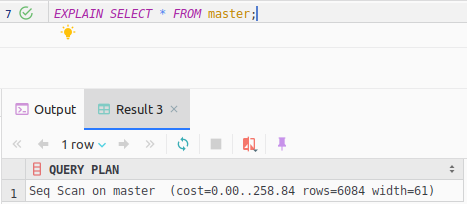 7 EXPLAIN SELECT * FROM master;
Output Result 3 ×
1 row
QUERY PLAN
1 Seq Scan on master (cost=0.00..258.84 rows=6084 width=61)